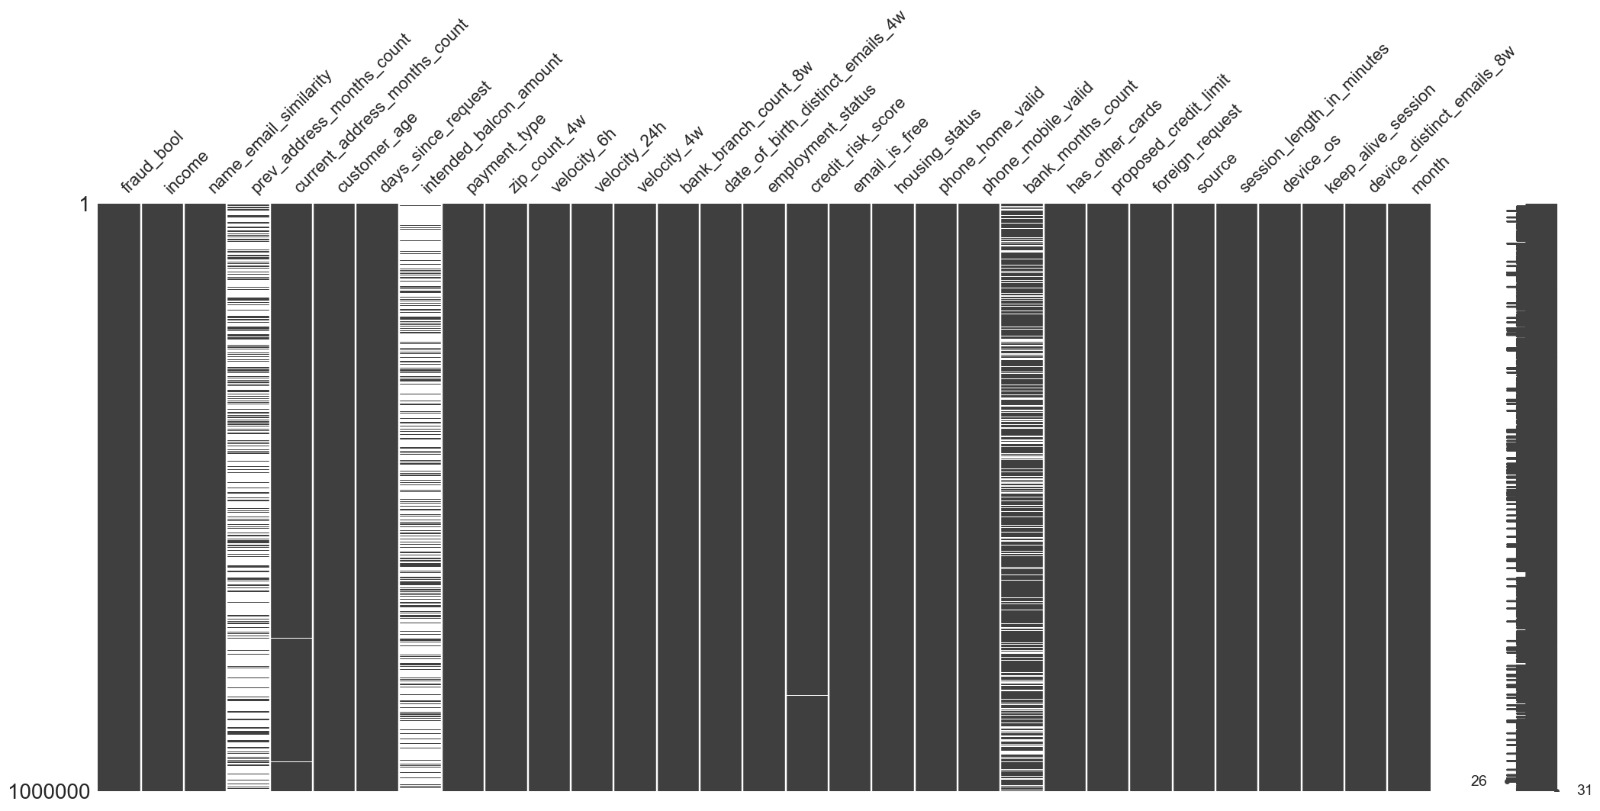 fraud_bool
income
name_email_similarity
prev_address_months_count
current_address_months_count
customer_age
days_since_request
intended_balcon_amount
payment_type
zip_count_4w
velocity_6h
velocity_24h
velocity_4w
bank_branch_count_8w
date_of_birth_distinct_emails_4w
employment_status
credit_risk_score
email_is_free
housing_status
phone_home_valid
phone_mobile_valid
bank_months_count
has_other_cards
proposed_credit_limit
foreign_request
source
session_length_in_minutes
device_os
keep_alive_session
device_distinct_emails_8w
month
1
1000000
26
31